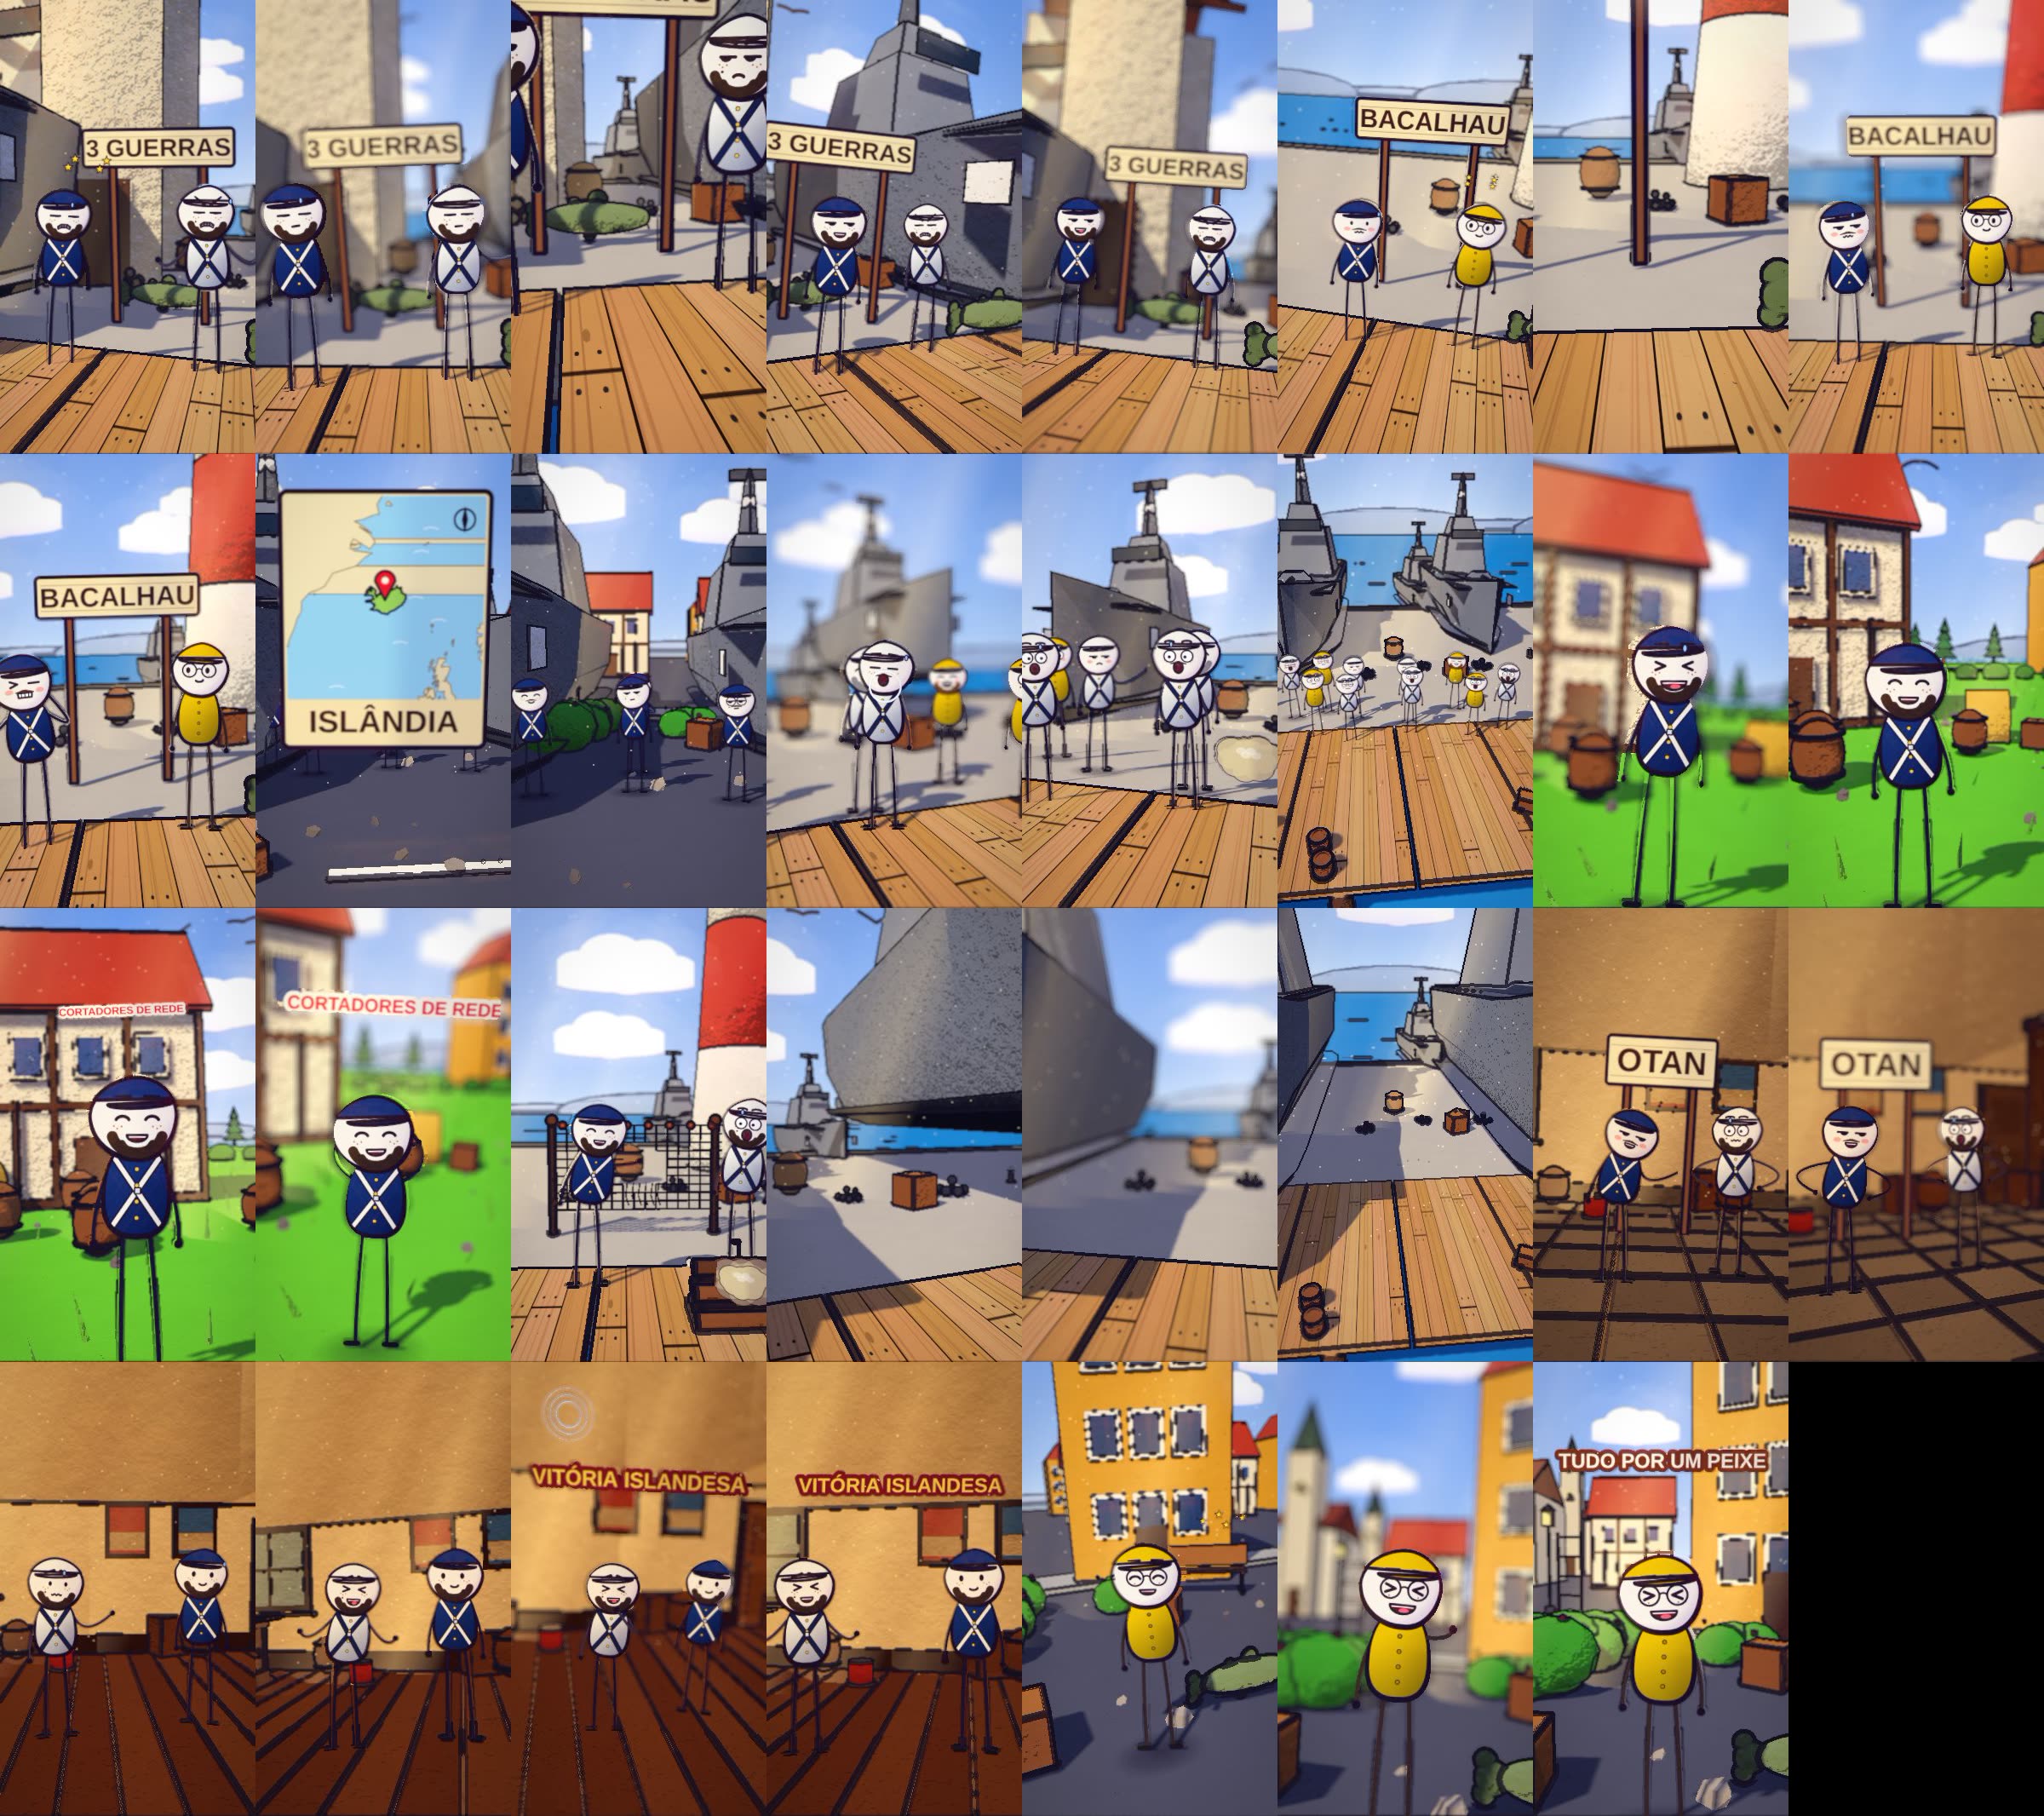 3 GUERRAS
3 GUERRAS
3 GUERRAS
3 GUERRAS
BACALHAU
BACALHAU
BACALHAU
ISLÂNDIA
CORTADORES DE REDE
CORTADORES DE REDE
OTAN
OTAN
VITÓRIA ISLANDESA
VITÓRIA ISLANDESA
TUDO POR UM PEIXE